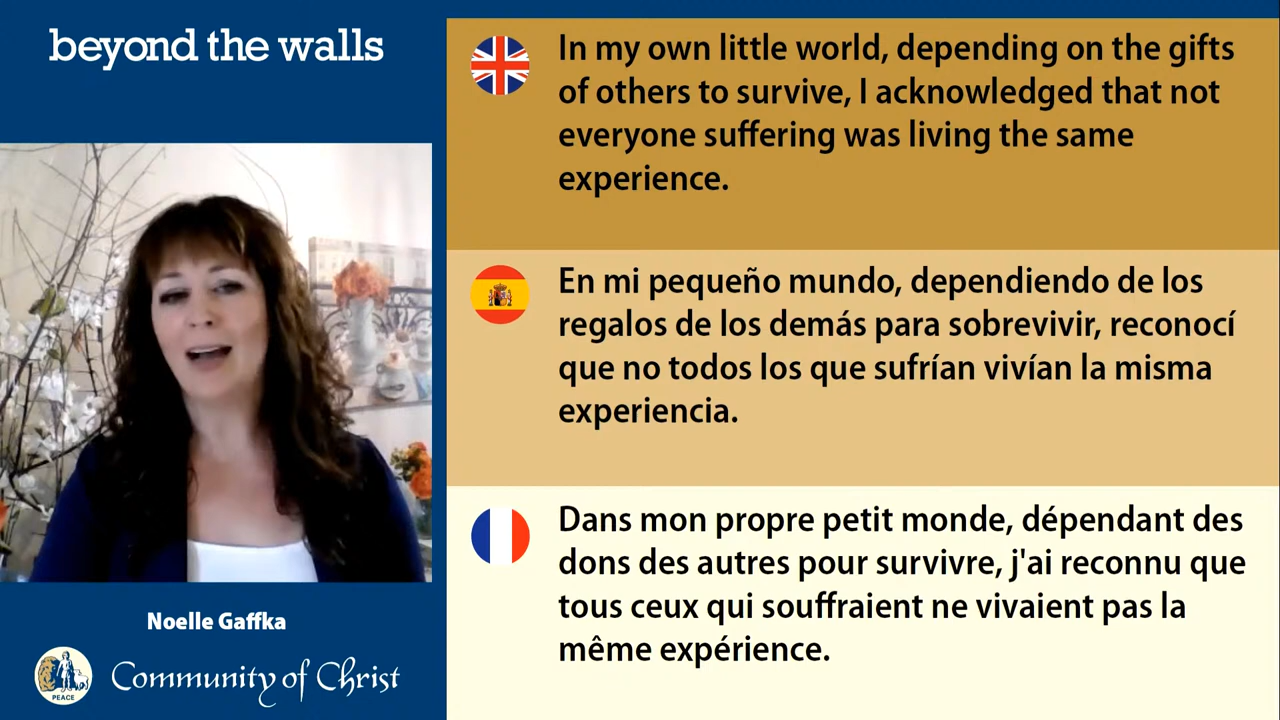 beyond the walls
In my own little world, depending on the gifts
of others to survive, I acknowledged that not
everyone suffering was living the same
experience.
En mi pequeño mundo, dependiendo de los
regalos de los demás para sobrevivir, reconocí
que no todos los que sufrían vivían la misma
experiencia.
Dans mon propre petit monde, dépendant des
dons des autres pour survivre, j'ai reconnu que
tous ceux qui souffraient ne vivaient pas la
même expérience.
Noelle Gaffka
PEACE
Community of Christ